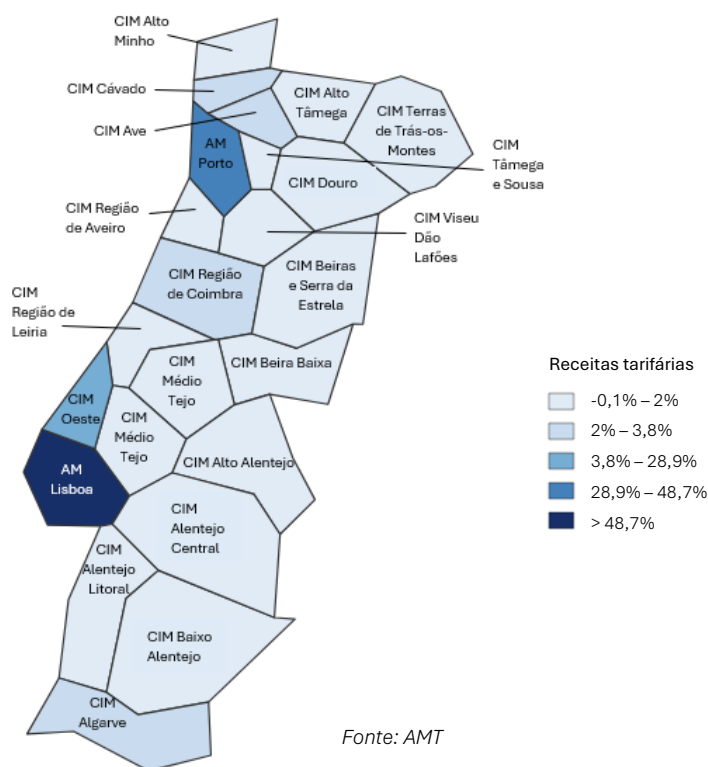 CIM Alto
Minho
CIM Cávado
CIM Ave
CIM Alto
Tâmega
CIM Terras
de Trás-os-
Montes
AM
Porto
CIM
Tâmega
e Sousa
CIM Douro
CIM Região
de Aveiro
CIM Viseu
Dão
Lafões
CIM Região
de Coimbra
CIM Beiras
e Serra da
Estrela
CIM
Região de
Leiria
CIM
Médio
Tejo
CIM Beira Baixa
CIM
Oeste
CIM
Médio
Tejo
AM
Lisboa
CIM Alto Alentejo
CIM
Alentejo
Central
CIM
Alentejo
Litoral
CIM Baixo
Alentejo
CIM
Algarve
Receitas tarifárias
-0,1% – 2%
2% – 3,8%
3,8% – 28,9%
28,9% – 48,7%
> 48,7%
Fonte: AMT